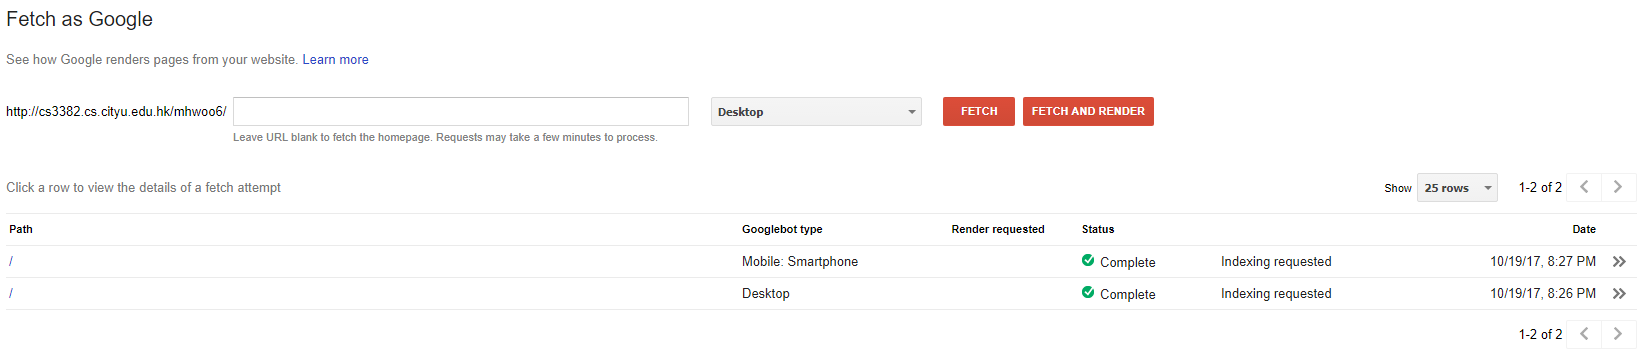 Fetch as Google
See how Google renders pages from your website. Learn more
http://cs3382.cs.cityu.edu.hk/mhwoo6/ Desktop FETCH FETCH AND RENDER
Leave URL blank to fetch the homepage. Requests may take a few minutes to process.
Click a row to view the details of a fetch attempt Show 25 rows 1-2 of 2
Path Googlebot type Render requested Status Date
/ Mobile: Smartphone Complete Indexing requested 10/19/17, 8:27 PM
/ Desktop Complete Indexing requested 10/19/17, 8:26 PM
1-2 of 2